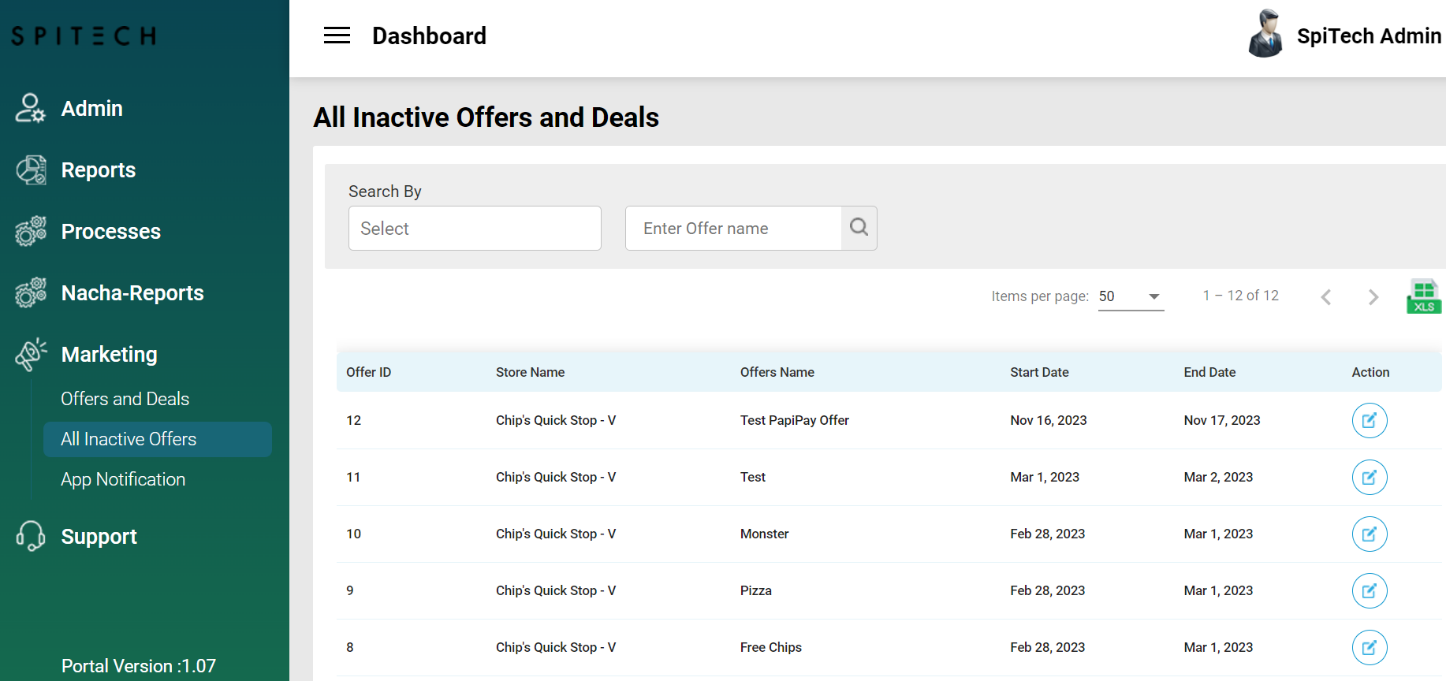 SPITECH
Dashboard
SpiTech Admin
Admin
Reports
Processes
Nacha-Reports
Marketing
Offers and Deals
All Inactive Offers
App Notification
Support
Portal Version :1.07
All Inactive Offers and Deals
Search By
Select
Enter Offer name
Items per page: 50 1 – 12 of 12
XLS
Offer ID Store Name Offers Name Start Date End Date Action
12 Chip's Quick Stop - V Test PapiPay Offer Nov 16, 2023 Nov 17, 2023
11 Chip's Quick Stop - V Test Mar 1, 2023 Mar 2, 2023
10 Chip's Quick Stop - V Monster Feb 28, 2023 Mar 1, 2023
9 Chip's Quick Stop - V Pizza Feb 28, 2023 Mar 1, 2023
8 Chip's Quick Stop - V Free Chips Feb 28, 2023 Mar 1, 2023